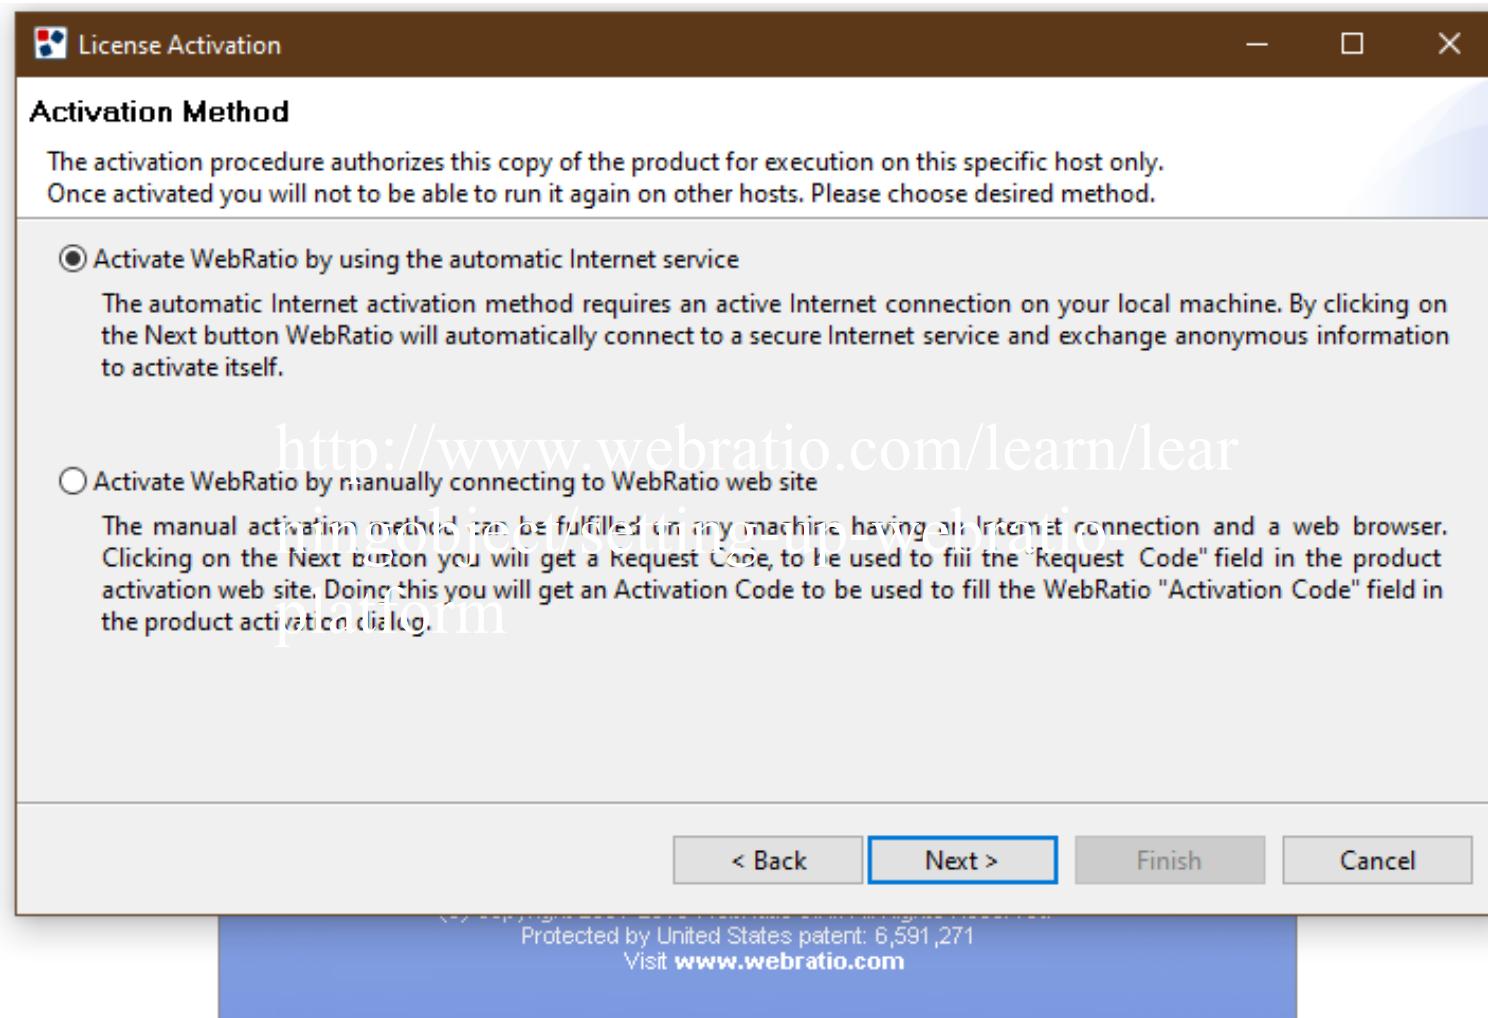 License Activation
Activation Method
The activation procedure authorizes this copy of the product for execution on this specific host only.
Once activated you will not to be able to run it again on other hosts. Please choose desired method.
Activate WebRatio by using the automatic Internet service
The automatic Internet activation method requires an active Internet connection on your local machine. By clicking on
the Next button WebRatio will automatically connect to a secure Internet service and exchange anonymous information
to activate itself.
http://www.webratio.com/learn/lear
Activate WebRatio by manually connecting to WebRatio web site
The manual activation method can be fulfilled on any machine having an Internet connection and a web browser.
ningobject/setting-up-webratio-
Clicking on the Next button you will get a Request Code, to be used to fill the "Request Code" field in the product
activation web site. Doing this you will get an Activation Code to be used to fill the WebRatio "Activation Code" field in
platform
the product activation dialog.
< Back
Next >
Finish
Cancel
Protected by United States patent: 6,591,271
Visit www.webratio.com